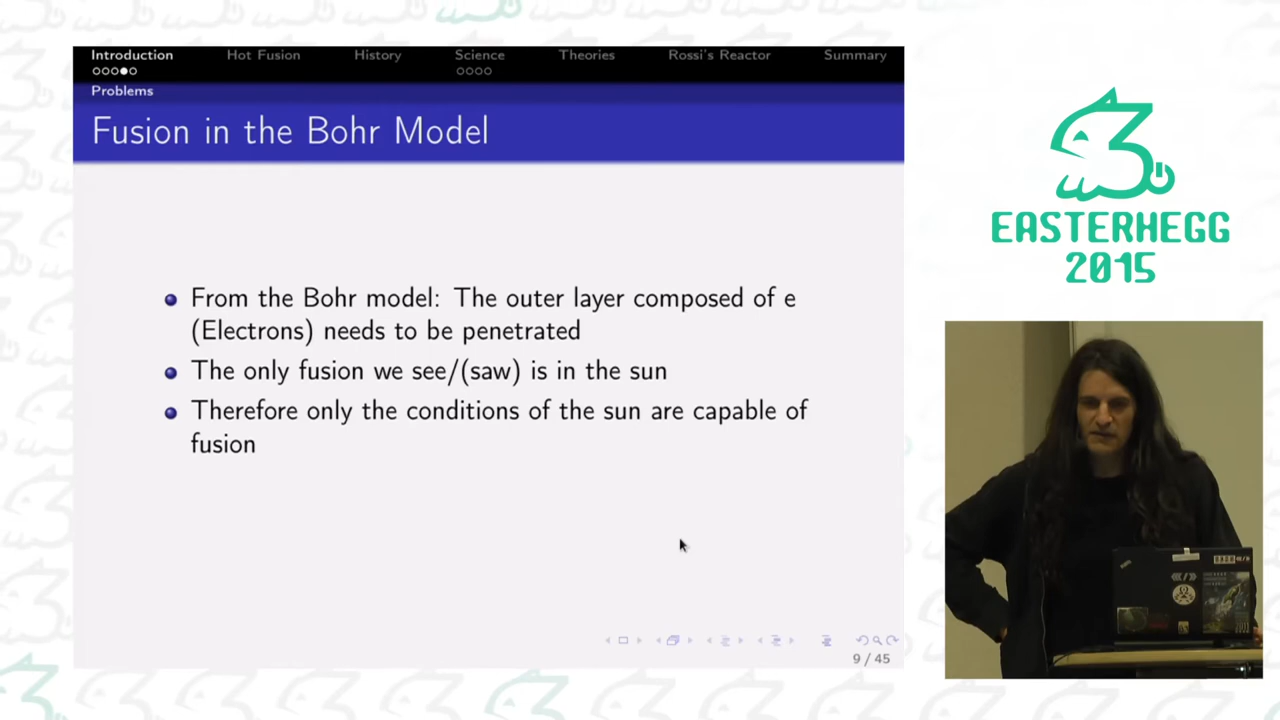 Introduction Hot Fusion History Science Theories Rossi's Reactor Summary
Problems
Fusion in the Bohr Model
From the Bohr model: The outer layer composed of e
(Electrons) needs to be penetrated
The only fusion we see/(saw) is in the sun
Therefore only the conditions of the sun are capable of
fusion
9 / 45
EASTERHEGG
2015